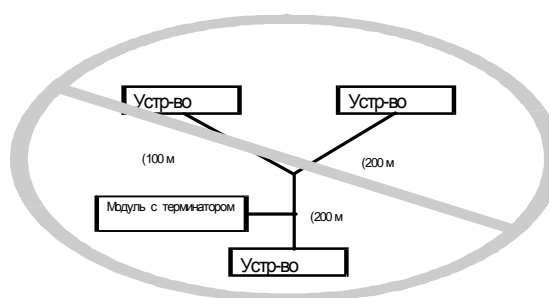 Устр-во
Устр-во
(100 м
(200 м
Модуль с терминатором
(200 м
Устр-во